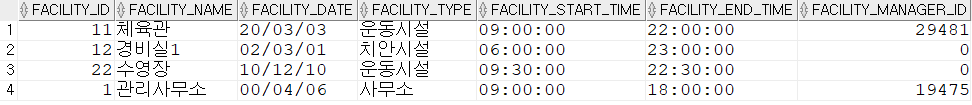 FACILITY_ID FACILITY_NAME FACILITY_DATE FACILITY_TYPE FACILITY_START_TIME FACILITY_END_TIME FACILITY_MANAGER_ID
1 11 체육관 20/03/03 운동시설 09:00:00 22:00:00 29481
2 12 경비실1 02/03/01 치안시설 06:00:00 23:00:00 0
3 22 수영장 10/12/10 운동시설 09:30:00 22:30:00 0
4 1 관리사무소 00/04/06 사무소 09:00:00 18:00:00 19475